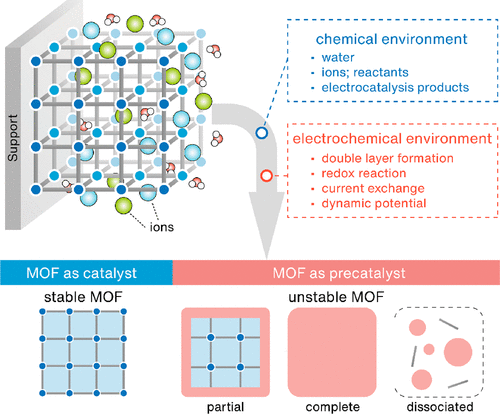 Support
ions
chemical environment
- water
- ions; reactants
- electrocatalysis products
electrochemical environment
- double layer formation
- redox reaction
- current exchange
- dynamic potential
MOF as catalyst
MOF as precatalyst
stable MOF
unstable MOF
partial
complete
dissociated